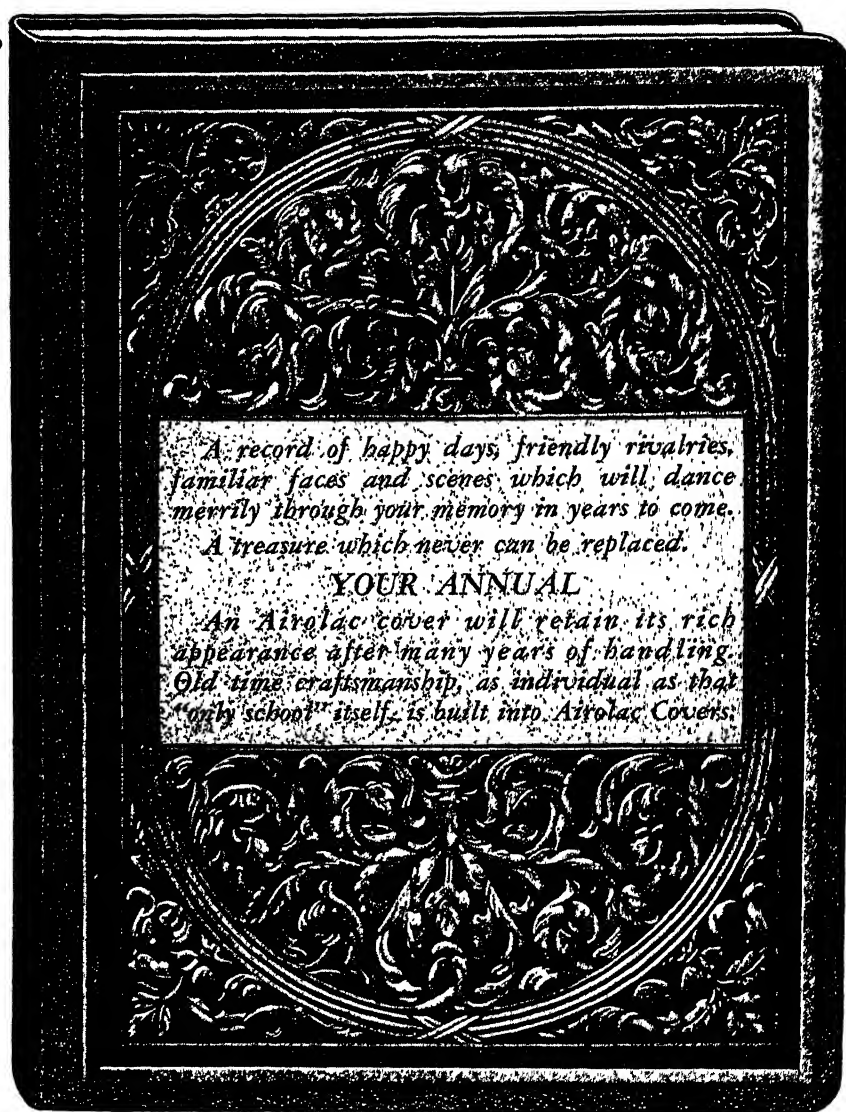 A record of happy days, friendly rivalries,
familiar faces and scenes which will dance
merrily through your memory in years to come.
A treasure which never can be replaced.
YOUR ANNUAL
An Airolac cover will retain its rich
appearance after many years of handling.
Old time craftsmanship, as individual as that
"only school" itself, is built into Airolac Covers.